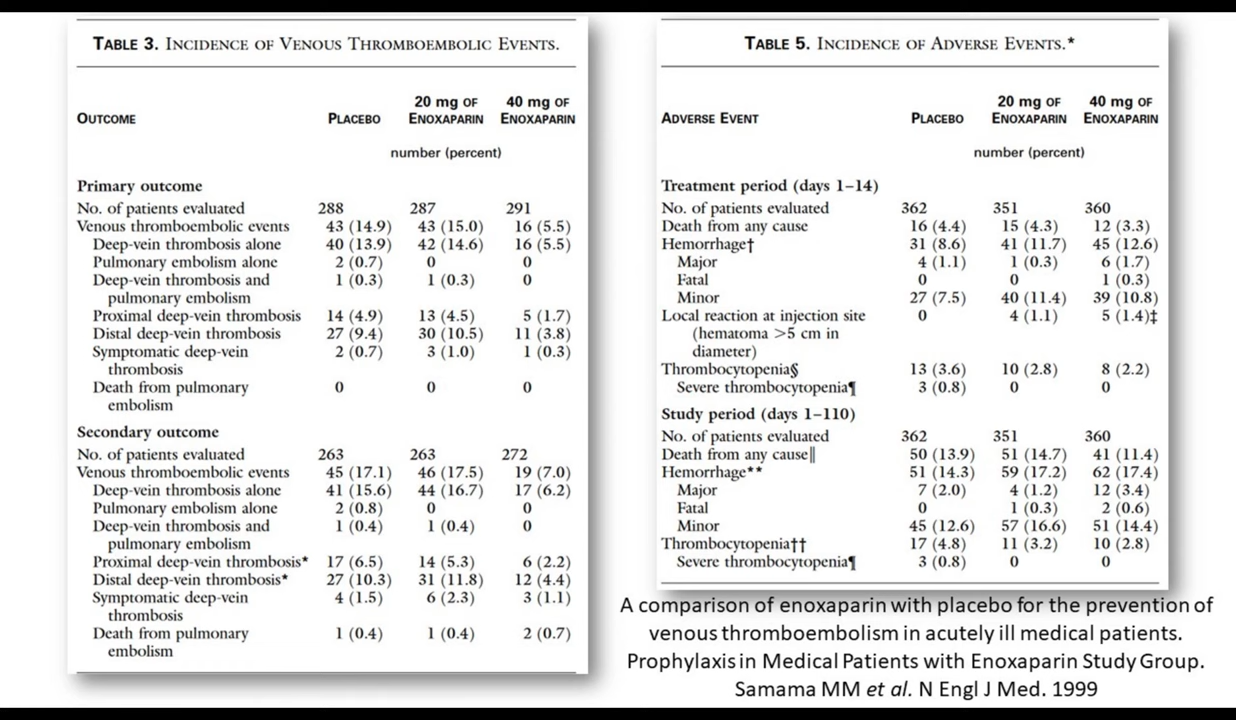 TABLE 3. INCIDENCE OF VENOUS THROMBOEMBOLIC EVENTS.
OUTCOME PLACEBO 20 mg OF ENOXAPARIN 40 mg OF ENOXAPARIN
number (percent)
Primary outcome
No. of patients evaluated 288 287 291
Venous thromboembolic events 43 (14.9) 43 (15.0) 16 (5.5)
Deep-vein thrombosis alone 40 (13.9) 42 (14.6) 16 (5.5)
Pulmonary embolism alone 2 (0.7) 0 0
Deep-vein thrombosis and 1 (0.3) 1 (0.3) 0
pulmonary embolism
Proximal deep-vein thrombosis 14 (4.9) 13 (4.5) 5 (1.7)
Distal deep-vein thrombosis 27 (9.4) 30 (10.5) 11 (3.8)
Symptomatic deep-vein 2 (0.7) 3 (1.0) 1 (0.3)
thrombosis
Death from pulmonary 0 0 0
embolism
Secondary outcome
No. of patients evaluated 263 263 272
Venous thromboembolic events 45 (17.1) 46 (17.5) 19 (7.0)
Deep-vein thrombosis alone 41 (15.6) 44 (16.7) 17 (6.2)
Pulmonary embolism alone 2 (0.8) 0 0
Deep-vein thrombosis and 1 (0.4) 1 (0.4) 0
pulmonary embolism
Proximal deep-vein thrombosis* 17 (6.5) 14 (5.3) 6 (2.2)
Distal deep-vein thrombosis* 27 (10.3) 31 (11.8) 12 (4.4)
Symptomatic deep-vein 4 (1.5) 6 (2.3) 3 (1.1)
thrombosis
Death from pulmonary 1 (0.4) 1 (0.4) 2 (0.7)
embolism
TABLE 5. INCIDENCE OF ADVERSE EVENTS.*
ADVERSE EVENT PLACEBO 20 mg OF ENOXAPARIN 40 mg OF ENOXAPARIN
number (percent)
Treatment period (days 1–14)
No. of patients evaluated 362 351 360
Death from any cause 16 (4.4) 15 (4.3) 12 (3.3)
Hemorrhage† 31 (8.6) 41 (11.7) 45 (12.6)
Major 4 (1.1) 1 (0.3) 6 (1.7)
Fatal 0 0 1 (0.3)
Minor 27 (7.5) 40 (11.4) 39 (10.8)
Local reaction at injection site 0 4 (1.1) 5 (1.4)‡
(hematoma >5 cm in
diameter)
Thrombocytopenia§ 13 (3.6) 10 (2.8) 8 (2.2)
Severe thrombocytopenia¶ 3 (0.8) 0 0
Study period (days 1–110)
No. of patients evaluated 362 351 360
Death from any cause‖ 50 (13.9) 51 (14.7) 41 (11.4)
Hemorrhage** 51 (14.3) 59 (17.2) 62 (17.4)
Major 7 (2.0) 4 (1.2) 12 (3.4)
Fatal 0 1 (0.3) 2 (0.6)
Minor 45 (12.6) 57 (16.6) 51 (14.4)
Thrombocytopenia†† 17 (4.8) 11 (3.2) 10 (2.8)
Severe thrombocytopenia¶ 3 (0.8) 0 0
A comparison of enoxaparin with placebo for the prevention of
venous thromboembolism in acutely ill medical patients.
Prophylaxis in Medical Patients with Enoxaparin Study Group.
Samama MM et al. N Engl J Med. 1999